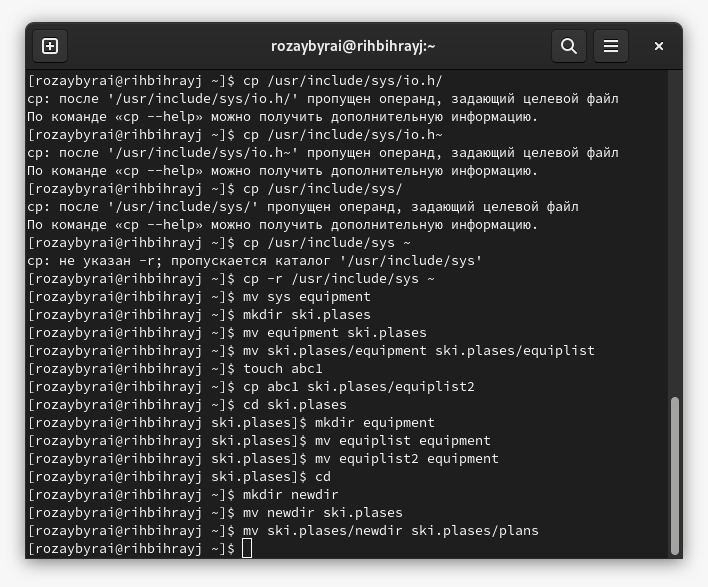 rozaybyrai@rihbihrayj:~
[rozaybyrai@rihbihrayj ~]$ cp /usr/include/sys/io.h/
cp: после '/usr/include/sys/io.h/' пропущен операнд, задающий целевой файл
По команде «cp --help» можно получить дополнительную информацию.
[rozaybyrai@rihbihrayj ~]$ cp /usr/include/sys/io.h~
cp: после '/usr/include/sys/io.h~' пропущен операнд, задающий целевой файл
По команде «cp --help» можно получить дополнительную информацию.
[rozaybyrai@rihbihrayj ~]$ cp /usr/include/sys/
cp: после '/usr/include/sys/' пропущен операнд, задающий целевой файл
По команде «cp --help» можно получить дополнительную информацию.
[rozaybyrai@rihbihrayj ~]$ cp /usr/include/sys ~
cp: не указан -r; пропускается каталог '/usr/include/sys'
[rozaybyrai@rihbihrayj ~]$ cp -r /usr/include/sys ~
[rozaybyrai@rihbihrayj ~]$ mv sys equipment
[rozaybyrai@rihbihrayj ~]$ mkdir ski.plases
[rozaybyrai@rihbihrayj ~]$ mv equipment ski.plases
[rozaybyrai@rihbihrayj ~]$ mv ski.plases/equipment ski.plases/equiplist
[rozaybyrai@rihbihrayj ~]$ touch abc1
[rozaybyrai@rihbihrayj ~]$ cp abc1 ski.plases/equiplist2
[rozaybyrai@rihbihrayj ~]$ cd ski.plases
[rozaybyrai@rihbihrayj ski.plases]$ mkdir equipment
[rozaybyrai@rihbihrayj ski.plases]$ mv equiplist equipment
[rozaybyrai@rihbihrayj ski.plases]$ mv equiplist2 equipment
[rozaybyrai@rihbihrayj ski.plases]$ cd
[rozaybyrai@rihbihrayj ~]$ mkdir newdir
[rozaybyrai@rihbihrayj ~]$ mv newdir ski.plases
[rozaybyrai@rihbihrayj ~]$ mv ski.plases/newdir ski.plases/plans
[rozaybyrai@rihbihrayj ~]$